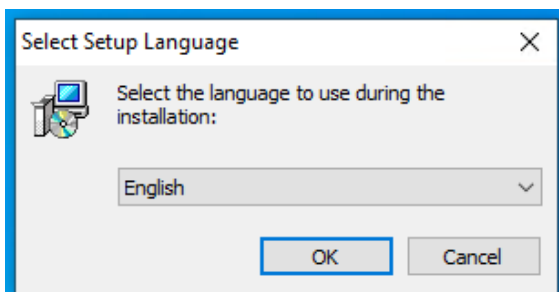 Select Setup Language
Select the language to use during the
installation:
English
OK Cancel